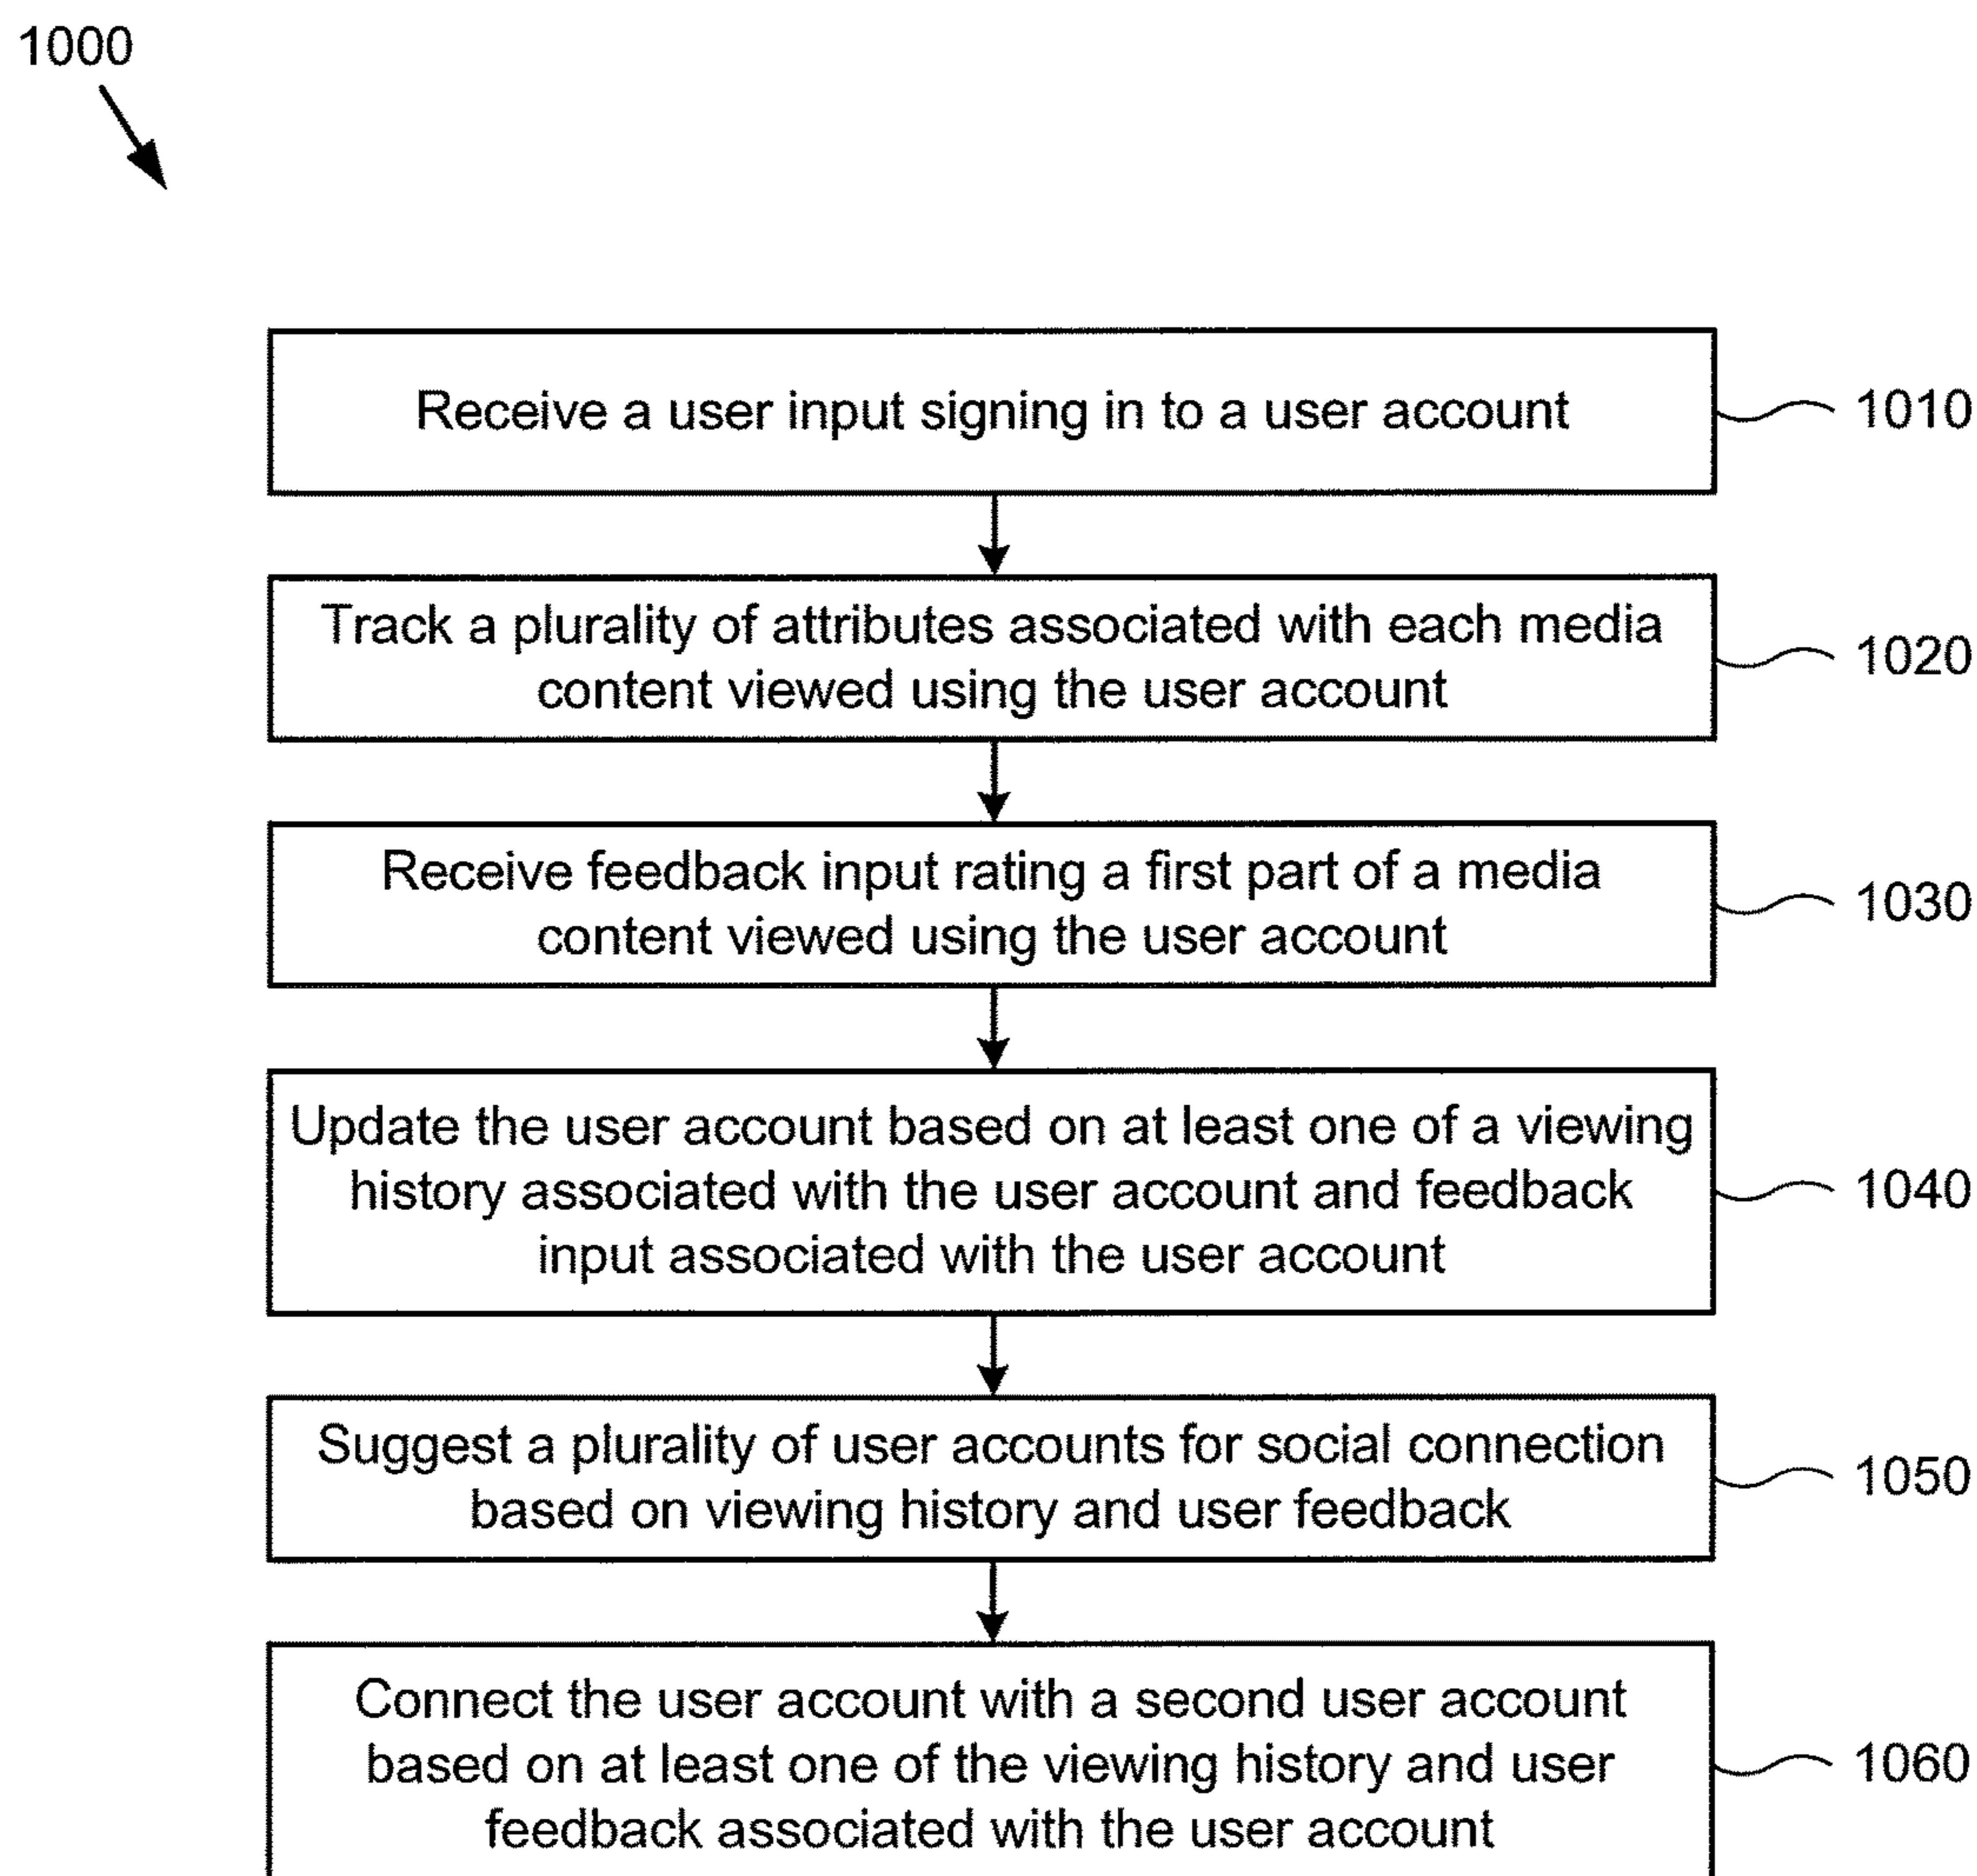 1000
Receive a user input signing in to a user account
1010
Track a plurality of attributes associated with each media
content viewed using the user account
1020
Receive feedback input rating a first part of a media
content viewed using the user account
1030
Update the user account based on at least one of a viewing
history associated with the user account and feedback
input associated with the user account
1040
Suggest a plurality of user accounts for social connection
based on viewing history and user feedback
1050
Connect the user account with a second user account
based on at least one of the viewing history and user
feedback associated with the user account
1060